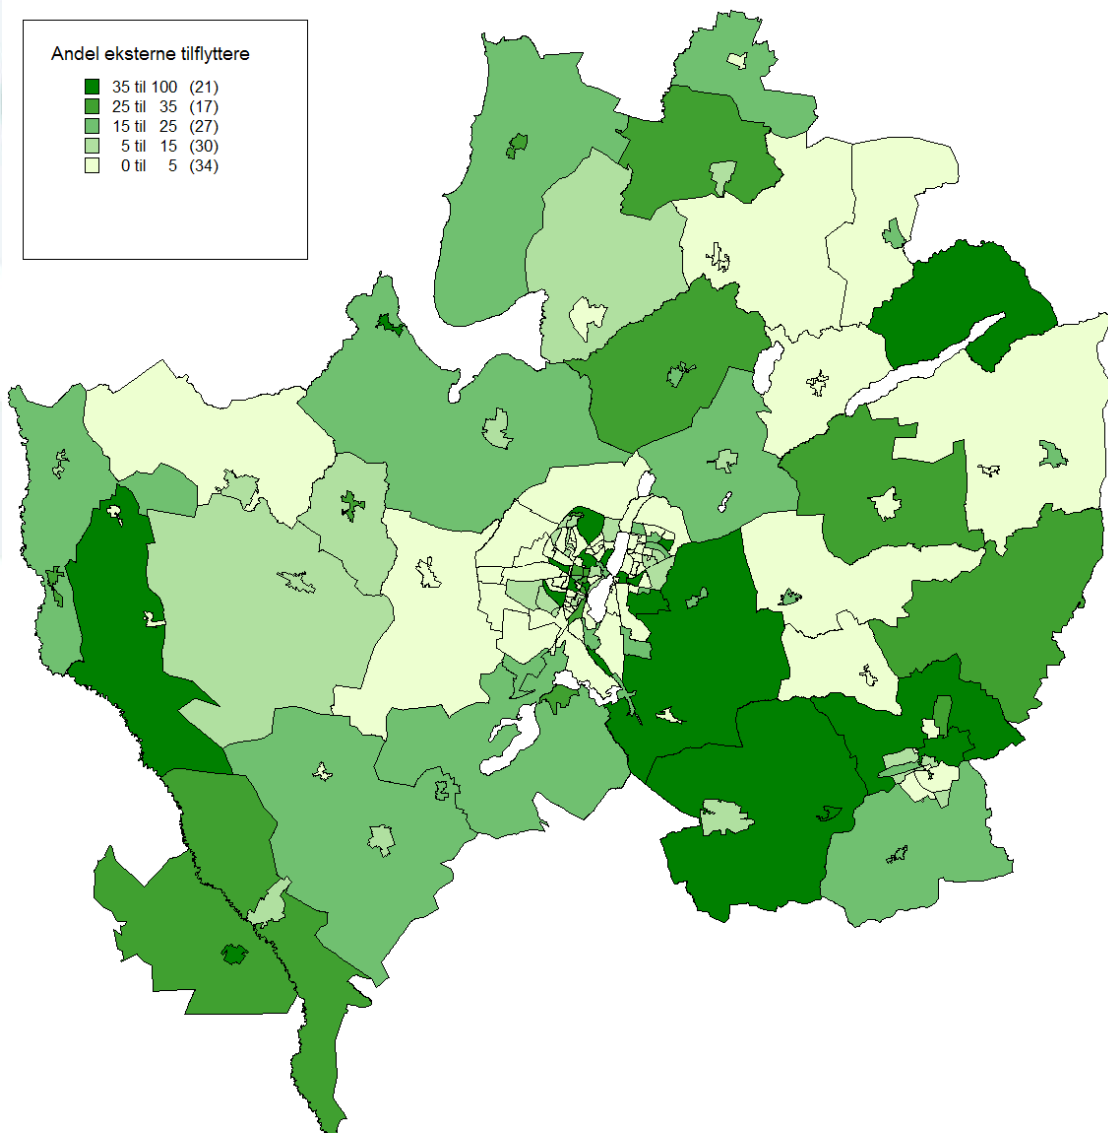 Andel eksterne tilflyttere
35 til 100 (21)
25 til 35 (17)
15 til 25 (27)
5 til 15 (30)
0 til 5 (34)